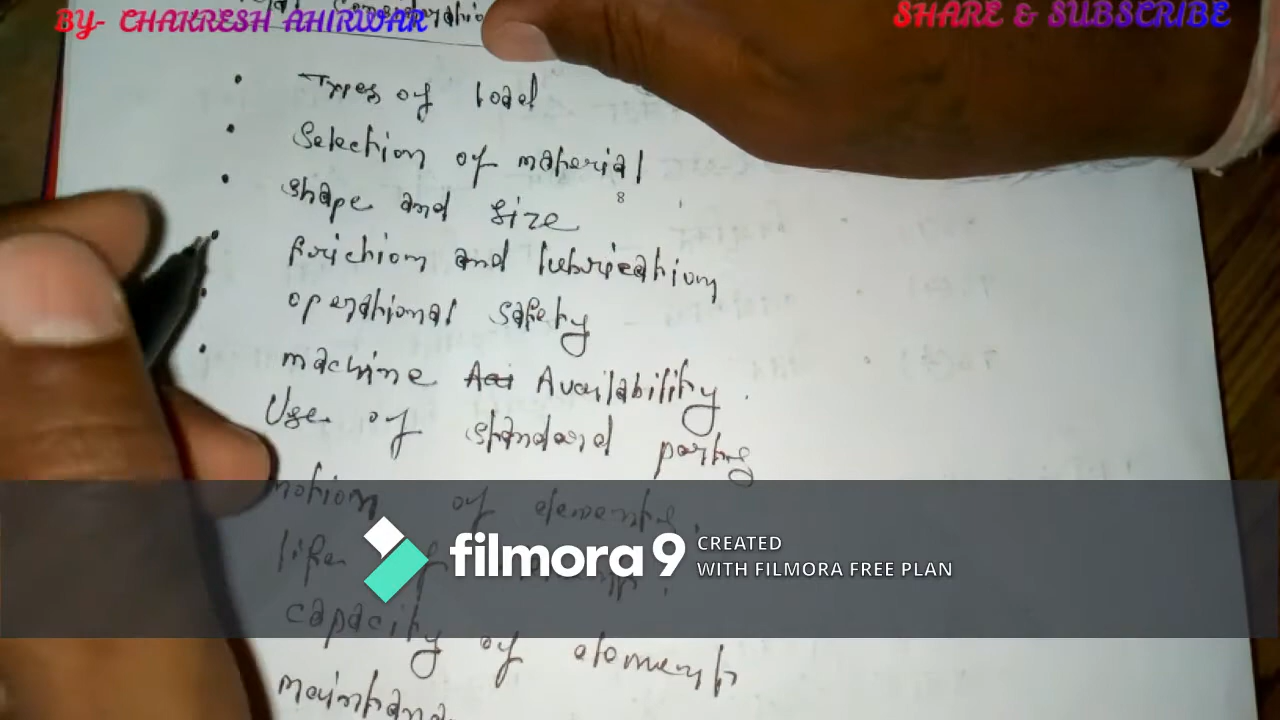 BY- CHAKRESH AHIRWAR
SHARE & SUBSCRIBE
Types of load
Selection of material
shape and size
friction and lubrication
operational safety
machine Availability.
Use of standard parts
motion of elements.
filmora 9 CREATED
WITH FILMORA FREE PLAN
life of
capacity of element